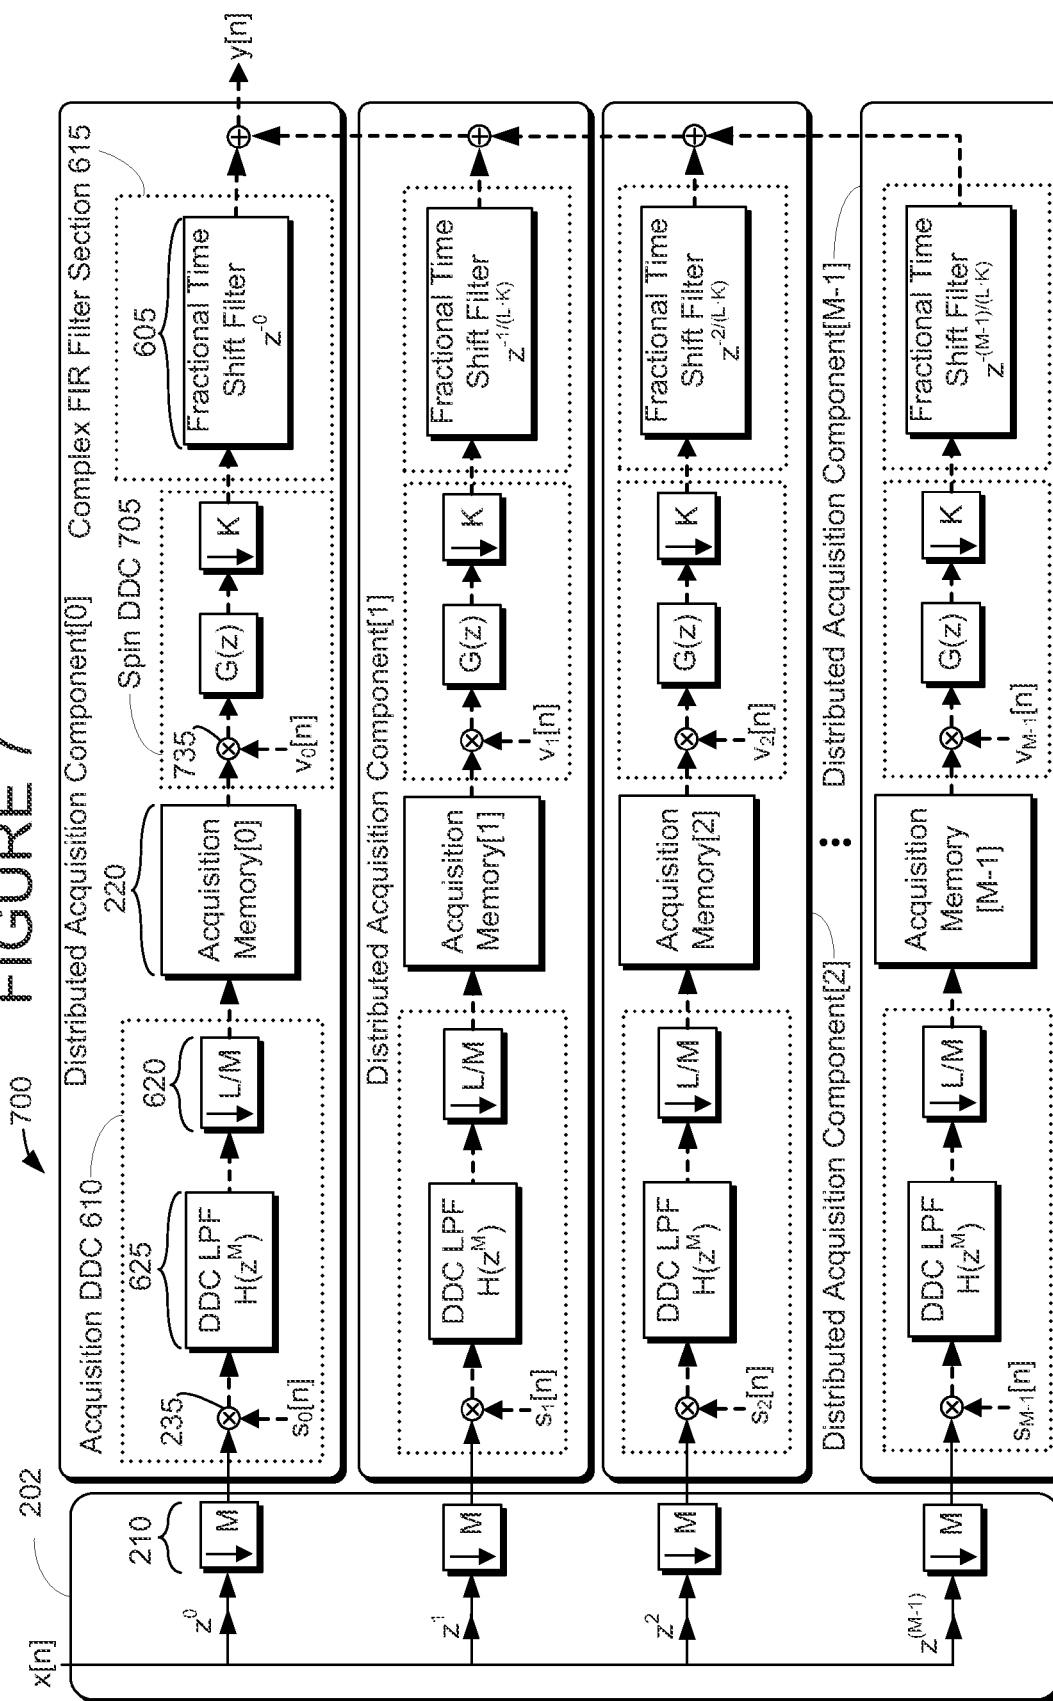 FIGURE 7
700
x[n]
202
210
z^0
↓ M
z^1
↓ M
z^2
↓ M
z^(M-1)
↓ M
Distributed Acquisition Component[0]
Acquisition DDC 610
235
s₀[n]
625
DDC LPF
H(z^M)
620
↓ L/M
220
Acquisition
Memory[0]
Spin DDC 705
735
v₀[n]
G(z)
↓ K
Complex FIR Filter Section 615
605
Fractional Time
Shift Filter
z^-0
y[n]
Distributed Acquisition Component[1]
s₁[n]
DDC LPF
H(z^M)
↓ L/M
Acquisition
Memory[1]
v₁[n]
G(z)
↓ K
Fractional Time
Shift Filter
z^-1/(L·K)
Distributed Acquisition Component[2]
s₂[n]
DDC LPF
H(z^M)
↓ L/M
Acquisition
Memory[2]
v₂[n]
G(z)
↓ K
Fractional Time
Shift Filter
z^-2/(L·K)
Distributed Acquisition Component[M-1]
s_M-1[n]
DDC LPF
H(z^M)
↓ L/M
Acquisition
Memory
[M-1]
v_M-1[n]
G(z)
↓ K
Fractional Time
Shift Filter
z^-(M-1)/(L·K)